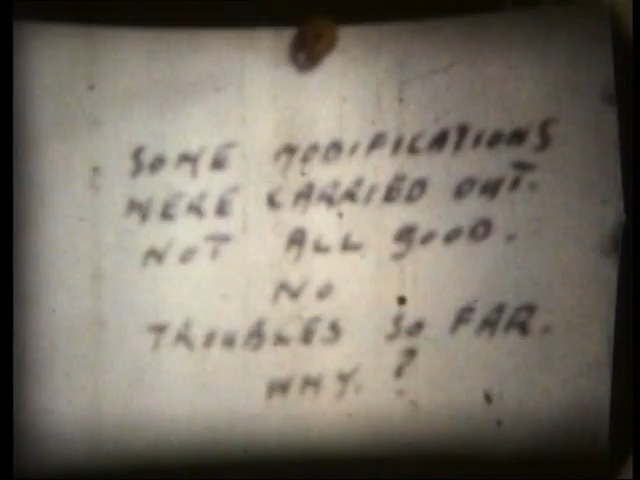 SOME MODIFICATIONS
WERE CARRIED OUT.
NOT ALL GOOD.
NO
TROUBLES SO FAR.
WHY.?